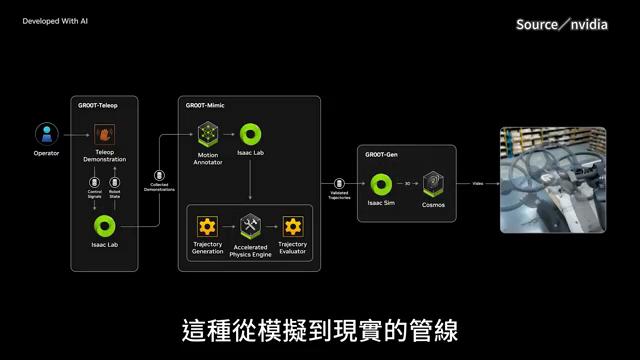 Developed With AI
Source／nvidia
GR00T-Teleop
GR00T-Mimic
GR00T-Gen
Operator
Teleop
Demonstration
Control
Signals
Robot
State
Isaac Lab
Collected
Demonstrations
Motion
Annotator
Isaac Lab
Trajectory
Generation
Accelerated
Physics Engine
Trajectory
Evaluator
Validated
Trajectories
Isaac Sim
3D
Cosmos
Video
這種從模擬到現實的管線